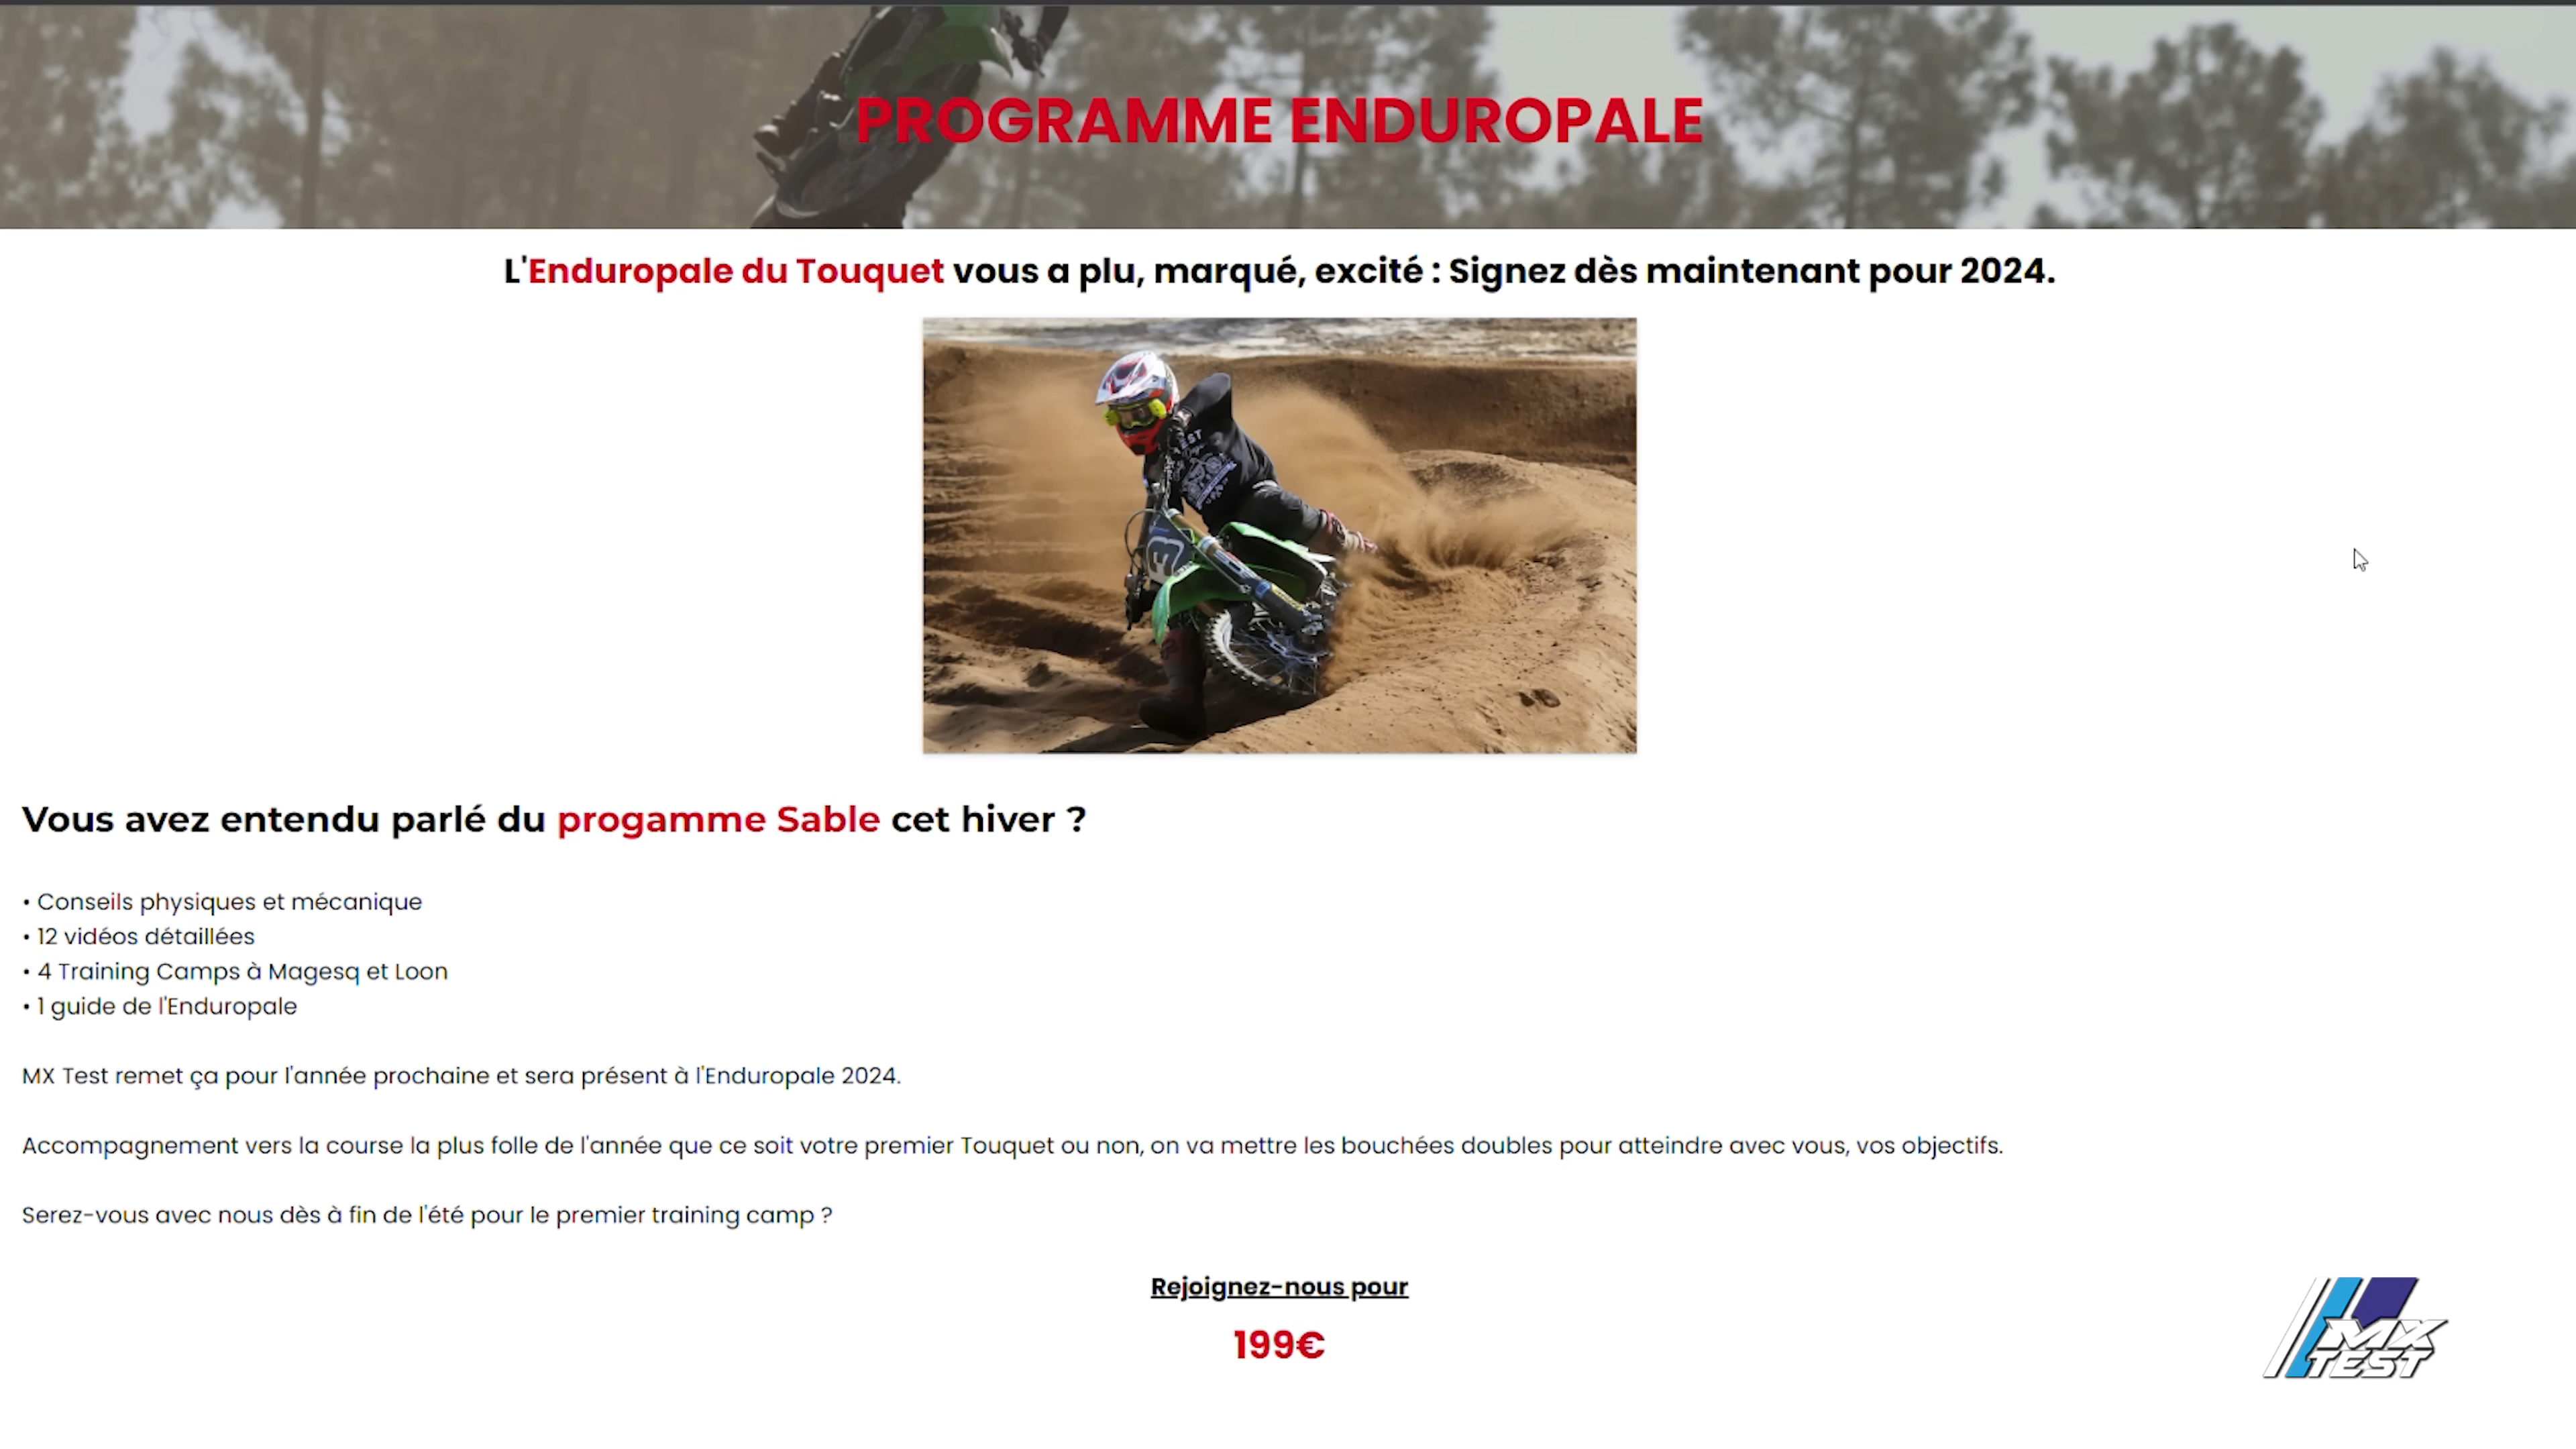 PROGRAMME ENDUROPALE
L'Enduropale du Touquet vous a plu, marqué, excité : Signez dès maintenant pour 2024.
EST
3
Vous avez entendu parlé du progamme Sable cet hiver ?
• Conseils physiques et mécanique
• 12 vidéos détaillées
• 4 Training Camps à Magesq et Loon
• 1 guide de l'Enduropale
MX Test remet ça pour l'année prochaine et sera présent à l'Enduropale 2024.
Accompagnement vers la course la plus folle de l'année que ce soit votre premier Touquet ou non, on va mettre les bouchées doubles pour atteindre avec vous, vos objectifs.
Serez-vous avec nous dès à fin de l'été pour le premier training camp ?
Rejoignez-nous pour
199€
MX
TEST